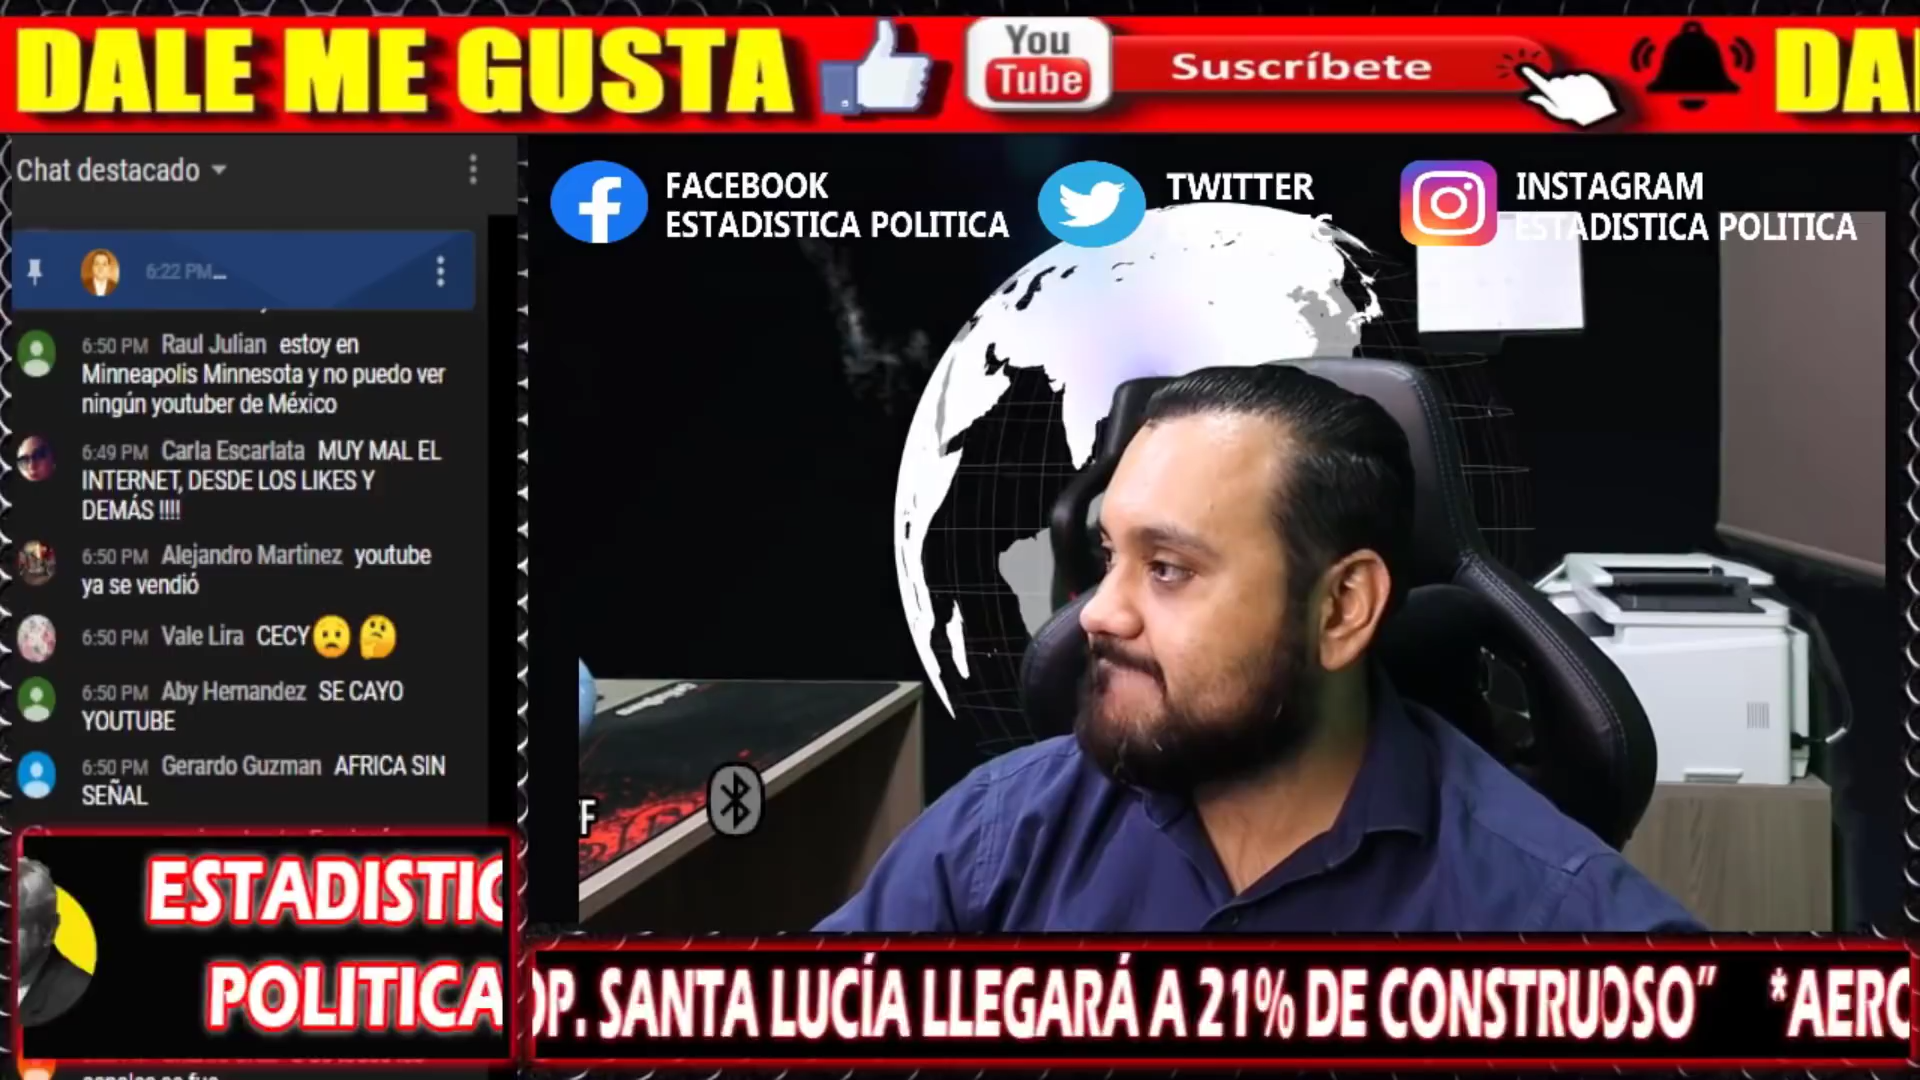 DALE ME GUSTA
You
Tube
Suscríbete
Chat destacado
6:22 PM
6:50 PM Raul Julian estoy en
Minneapolis Minnesota y no puedo ver
ningún youtuber de México
6:49 PM Carla Escarlata MUY MAL EL
INTERNET, DESDE LOS LIKES Y
DEMÁS !!!!
6:50 PM Alejandro Martinez youtube
ya se vendió
6:50 PM Vale Lira CECY😟🤔
6:50 PM Aby Hernandez SE CAYO
YOUTUBE
6:50 PM Gerardo Guzman AFRICA SIN
SEÑAL
ESTADISTIC
POLITICA
FACEBOOK
ESTADISTICA POLITICA
TWITTER
INSTAGRAM
ESTADISTICA POLITICA
OP. SANTA LUCÍA LLEGARÁ A 21% DE CONSTRUOSO" *AERO